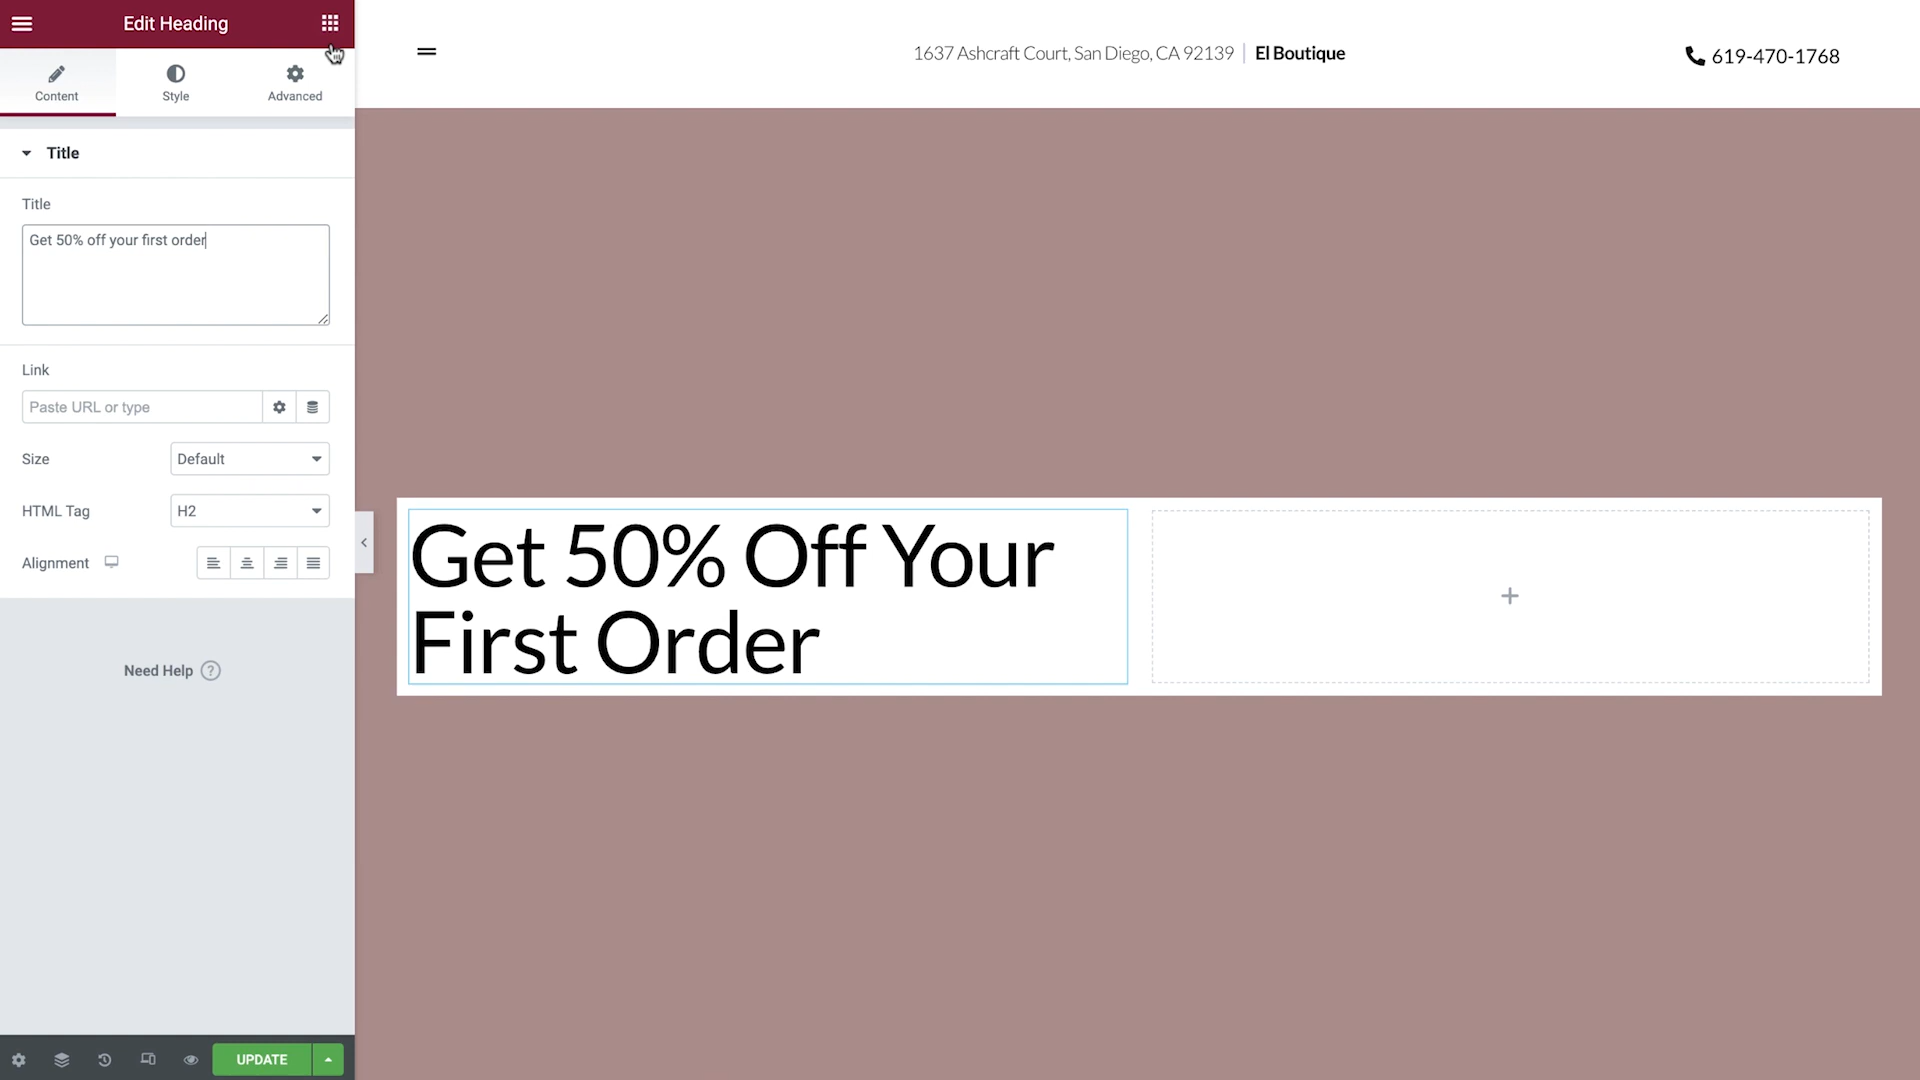 Edit Heading
Content
Style
Advanced
Title
Title
Get 50% off your first order
Link
Paste URL or type
Size
Default
HTML Tag
H2
Alignment
Need Help ?
UPDATE
1637 Ashcraft Court, San Diego, CA 92139 | El Boutique
619-470-1768
Get 50% Off Your
First Order